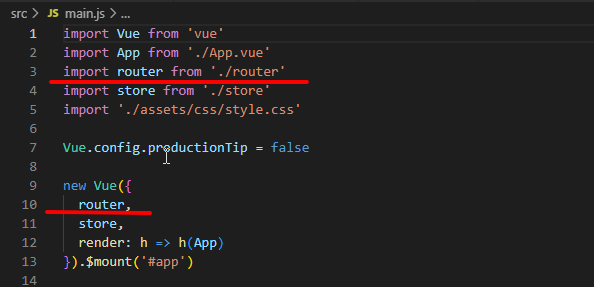 src > JS main.js > ...
1 import Vue from 'vue'
2 import App from './App.vue'
3 import router from './router'
4 import store from './store'
5 import './assets/css/style.css'
6
7 Vue.config.productionTip = false
8
9 new Vue({
10 router,
11 store,
12 render: h => h(App)
13 }).$mount('#app')
14